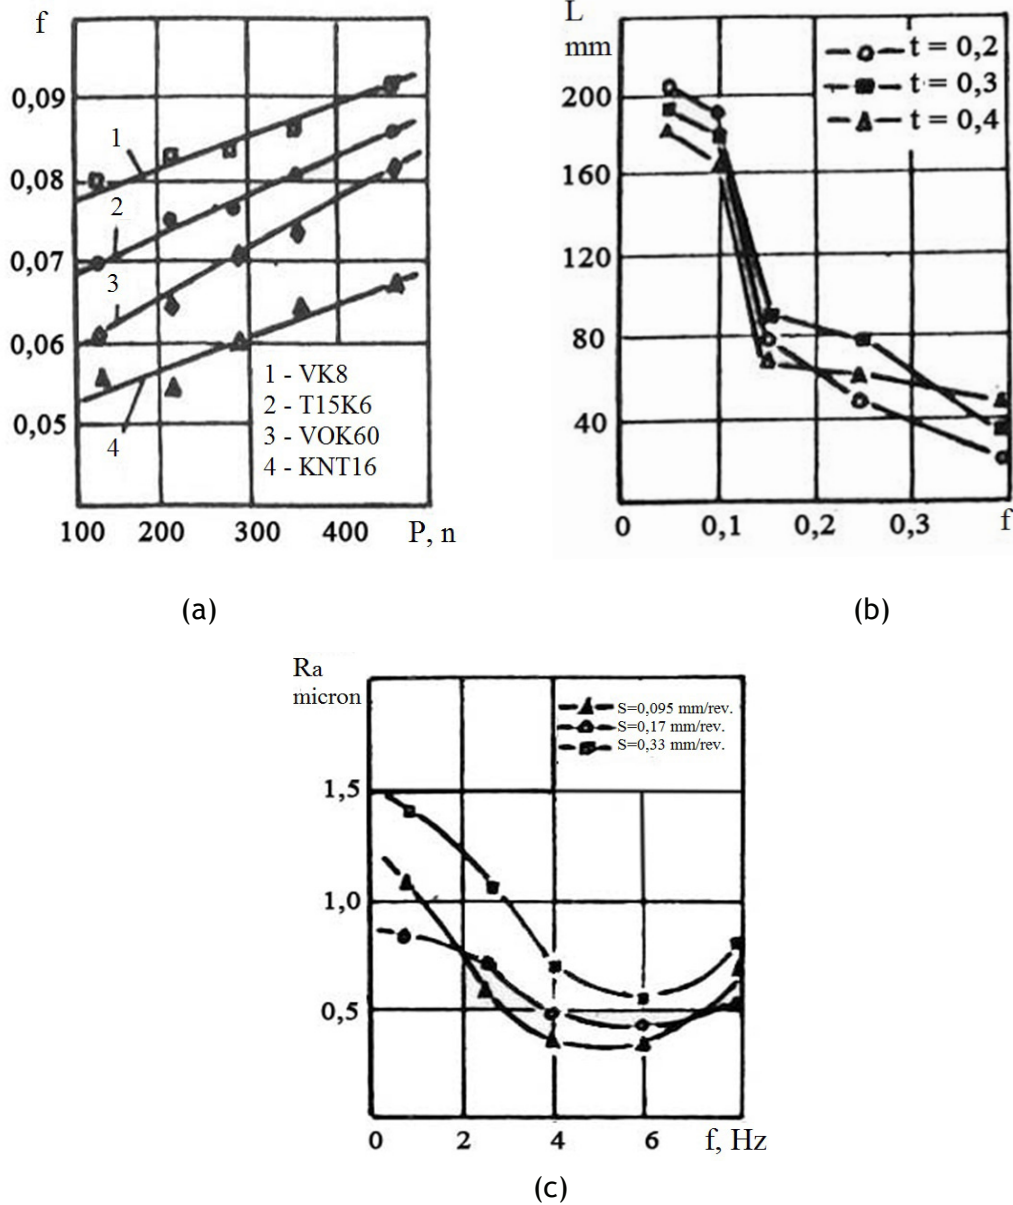 f
0,09
0,08
0,07
0,06
0,05
1
2
3
4
1 - VK8
2 - T15K6
3 - VOK60
4 - KNT16
100 200 300 400 P, n
(a)
L
mm
200
160
120
80
40
t = 0,2
t = 0,3
t = 0,4
0 0,1 0,2 0,3 f
(b)
Ra
micron
1,5
1,0
0,5
S=0,095 mm/rev.
S=0,17 mm/rev.
S=0,33 mm/rev.
0 2 4 6 f, Hz
(c)